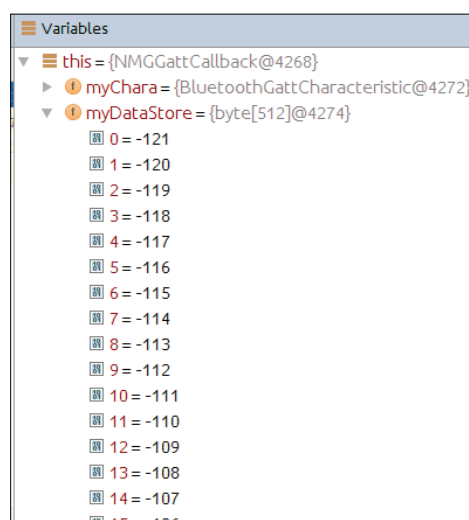 Variables
this = {NMGGattCallback@4268}
myChara = {BluetoothGattCharacteristic@4272}
myDataStore = {byte[512]@4274}
0 = -121
1 = -120
2 = -119
3 = -118
4 = -117
5 = -116
6 = -115
7 = -114
8 = -113
9 = -112
10 = -111
11 = -110
12 = -109
13 = -108
14 = -107